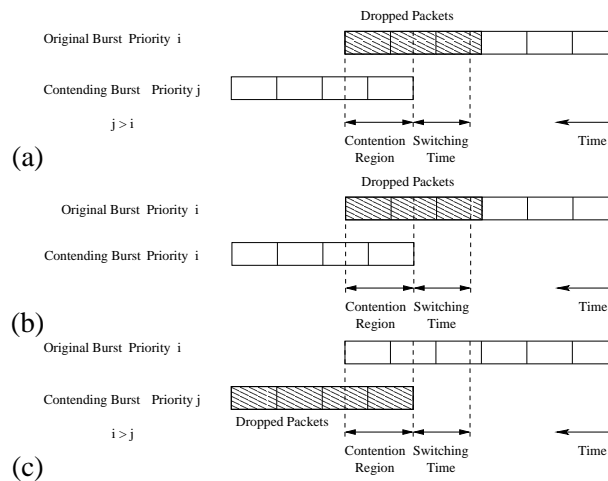 Dropped Packets
Original Burst Priority i
Contending Burst Priority j
j > i
Contention Region
Switching Time
Time
(a)
Dropped Packets
Original Burst Priority i
Contending Burst Priority i
Contention Region
Switching Time
Time
(b)
Original Burst Priority i
Contending Burst Priority j
Dropped Packets
i > j
Contention Region
Switching Time
Time
(c)